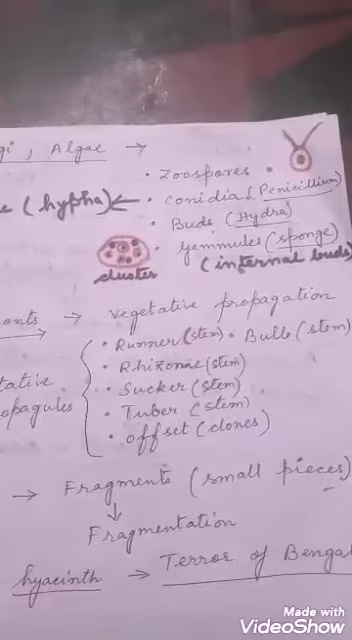 gi, Algae →
• Zoospores •
e (hypha) ← • Conidia (Penicillium)
• Buds (Hydra)
• Gemmules (sponge)
(internal buds)
cluster
ants → Vegetative propagation
• Runner (stem) • Bulb (stem)
• Rhizome (stem)
tative • Sucker (stem)
opagules • Tuber (stem)
• Offset (clones)
→ Fragments (small pieces)
↓
Fragmentation
hyacinth → Terror of Bengal
Made with
VideoShow